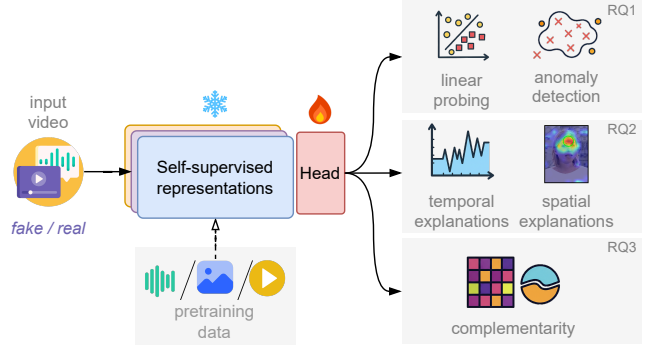 input
video
fake / real
Self-supervised
representations
Head
pretraining
data
RQ1
linear
probing
anomaly
detection
RQ2
temporal
explanations
spatial
explanations
RQ3
complementarity